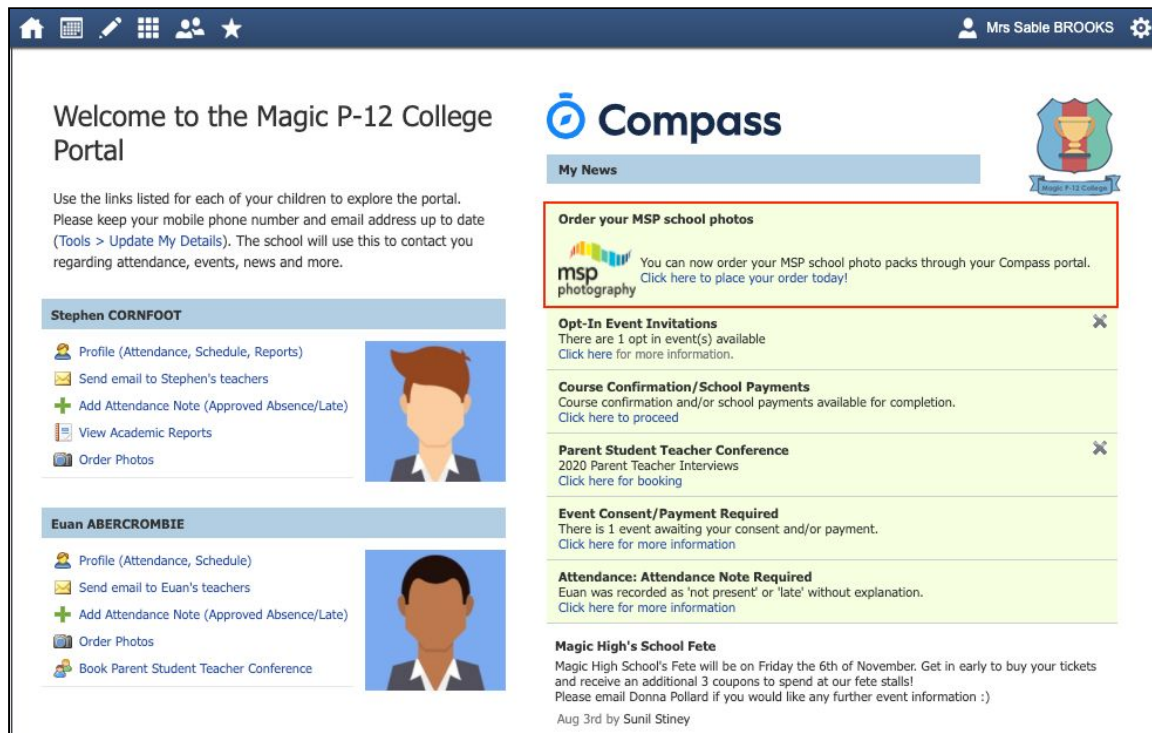 Mrs Sable BROOKS
Welcome to the Magic P-12 College
Portal
Use the links listed for each of your children to explore the portal.
Please keep your mobile phone number and email address up to date
(Tools > Update My Details). The school will use this to contact you
regarding attendance, events, news and more.
Stephen CORNFOOT
Profile (Attendance, Schedule, Reports)
Send email to Stephen's teachers
Add Attendance Note (Approved Absence/Late)
View Academic Reports
Order Photos
Euan ABERCROMBIE
Profile (Attendance, Schedule)
Send email to Euan's teachers
Add Attendance Note (Approved Absence/Late)
Order Photos
Book Parent Student Teacher Conference
Compass
Magic P-12 College
My News
Order your MSP school photos
msp
photography
You can now order your MSP school photo packs through your Compass portal.
Click here to place your order today!
Opt-In Event Invitations
There are 1 opt in event(s) available
Click here for more information.
Course Confirmation/School Payments
Course confirmation and/or school payments available for completion.
Click here to proceed
Parent Student Teacher Conference
2020 Parent Teacher Interviews
Click here for booking
Event Consent/Payment Required
There is 1 event awaiting your consent and/or payment.
Click here for more information
Attendance: Attendance Note Required
Euan was recorded as 'not present' or 'late' without explanation.
Click here for more information
Magic High's School Fete
Magic High School's Fete will be on Friday the 6th of November. Get in early to buy your tickets
and receive an additional 3 coupons to spend at our fete stalls!
Please email Donna Pollard if you would like any further event information :)
Aug 3rd by Sunil Stiney